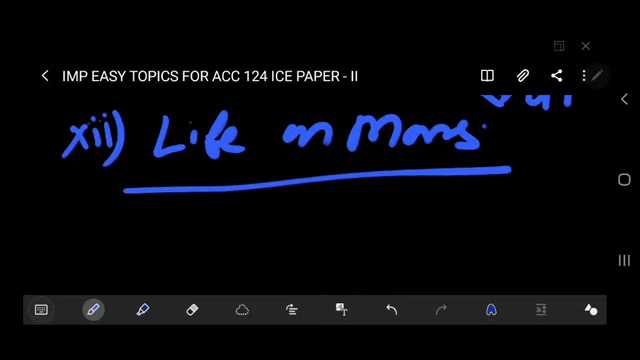 IMP EASY TOPICS FOR ACC 124 ICE PAPER - II
xii) Life on Mars.